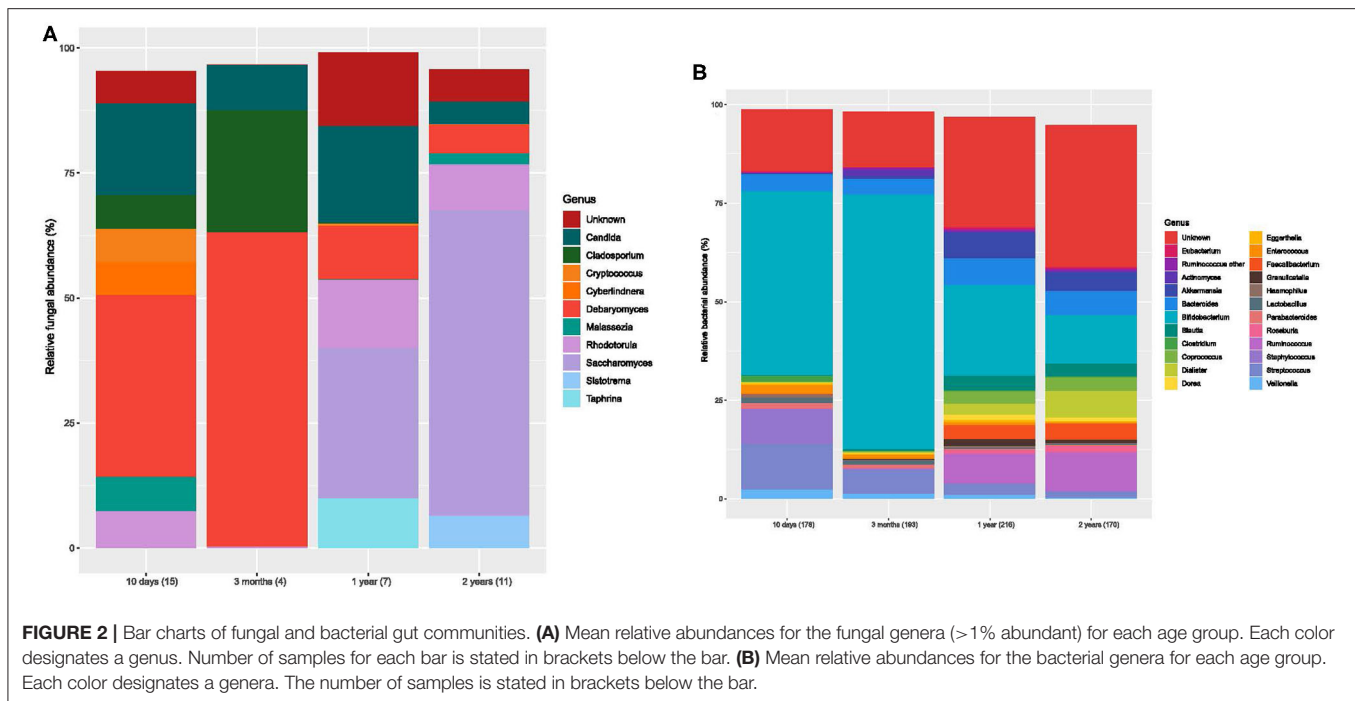 A
Relative fungal abundance (%)
100
75
50
25
0
10 days (15)
3 months (4)
1 year (7)
2 years (11)
Genus
Unknown
Candida
Cladosporium
Cryptococcus
Cyberlindnera
Debaryomyces
Malassezia
Rhodotorula
Saccharomyces
Sistotrema
Taphrina
B
Relative bacterial abundance (%)
100
75
50
25
0
10 days (178)
3 months (193)
1 year (216)
2 years (170)
Genus
Unknown
Eubacterium
Ruminococcus other
Actinomyces
Akkermansia
Bacteroides
Bifidobacterium
Blautia
Clostridium
Coprococcus
Dialister
Dorea
Eggerthella
Enterococcus
Faecalibacterium
Granulicatella
Haemophilus
Lactobacillus
Parabacteroides
Roseburia
Ruminococcus
Staphylococcus
Streptococcus
Veillonella
FIGURE 2 | Bar charts of fungal and bacterial gut communities. (A) Mean relative abundances for the fungal genera (>1% abundant) for each age group. Each color
designates a genus. Number of samples for each bar is stated in brackets below the bar. (B) Mean relative abundances for the bacterial genera for each age group.
Each color designates a genera. The number of samples is stated in brackets below the bar.